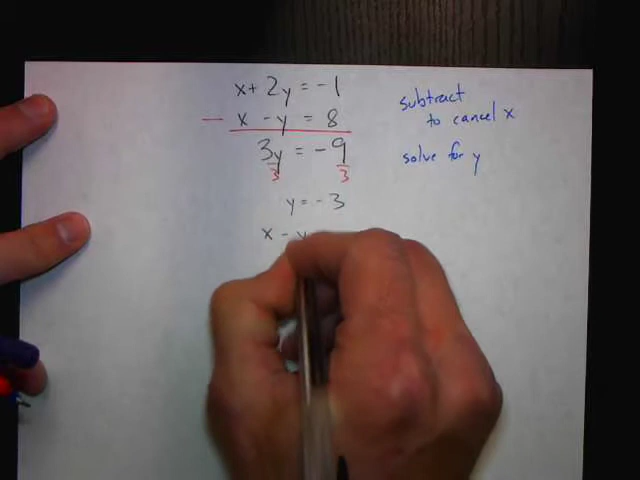 x + 2y = -1
subtract
to cancel x
- x - y = 8
3y = -9
3 3
solve for y
y = -3
x - y